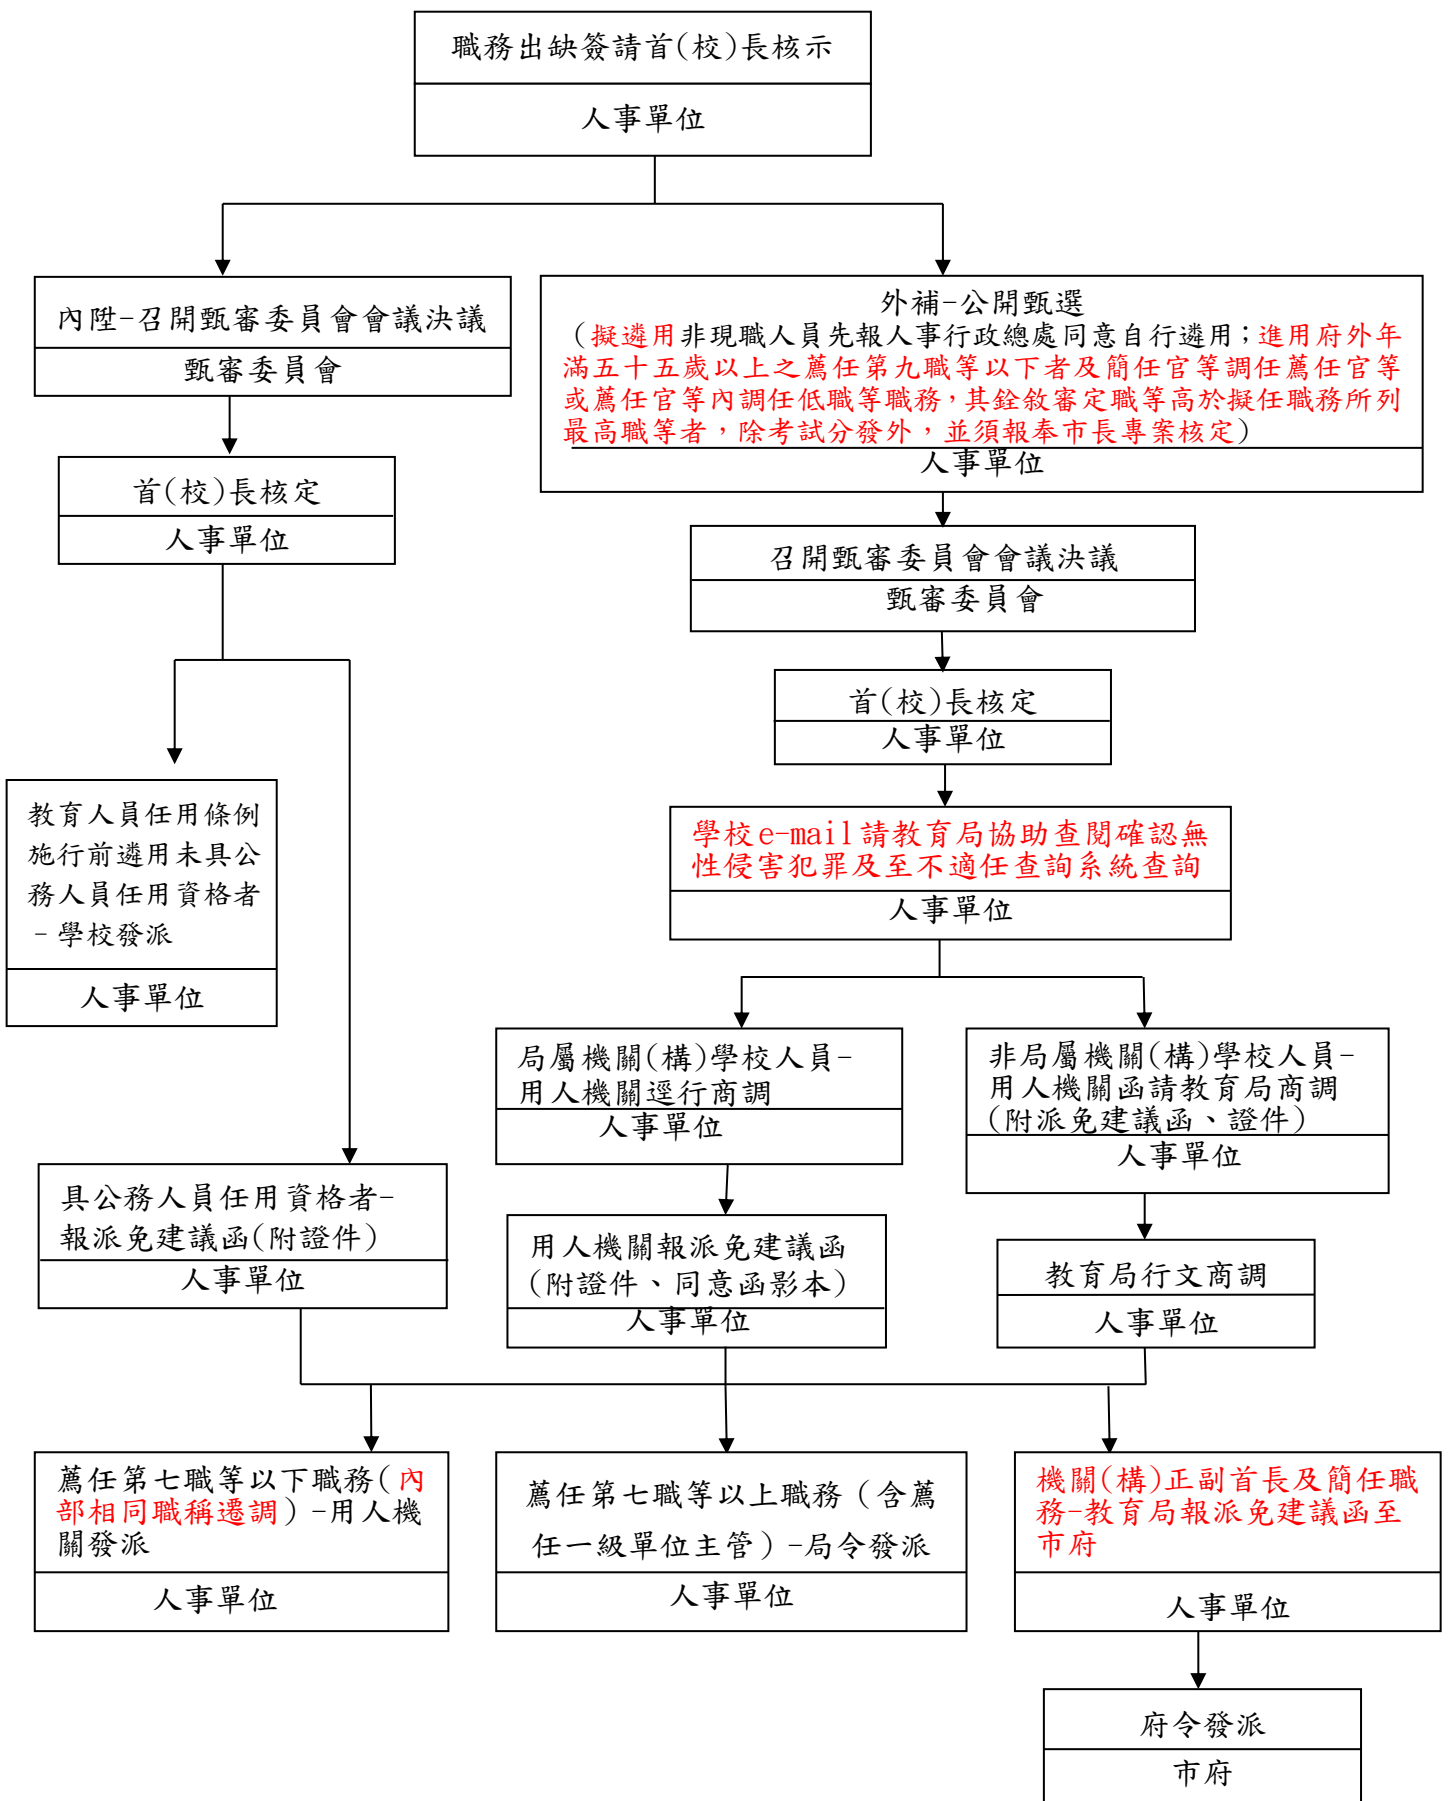 職務出缺簽請首(校)長核示
人事單位
內陞-召開甄審委員會會議決議
甄審委員會
首(校)長核定
人事單位
外補-公開甄選
（擬遴用非現職人員先報人事行政總處同意自行遴用；進用府外年
滿五十五歲以上之薦任第九職等以下者及簡任官等調任薦任官等
或薦任官等內調任低職等職務，其銓敘審定職等高於擬任職務所列
最高職等者，除考試分發外，並須報奉市長專案核定）
人事單位
召開甄審委員會會議決議
甄審委員會
首(校)長核定
人事單位
學校e-mail請教育局協助查閱確認無
性侵害犯罪及至不適任查詢系統查詢
人事單位
教育人員任用條例
施行前遴用未具公
務人員任用資格者
-學校發派
人事單位
局屬機關(構)學校人員-
用人機關逕行商調
人事單位
非局屬機關(構)學校人員-
用人機關函請教育局商調
(附派免建議函、證件)
人事單位
具公務人員任用資格者-
報派免建議函(附證件)
人事單位
用人機關報派免建議函
(附證件、同意函影本)
人事單位
教育局行文商調
人事單位
薦任第七職等以下職務（內
部相同職稱遷調）-用人機
關發派
人事單位
薦任第七職等以上職務（含薦
任一級單位主管）-局令發派
人事單位
機關(構)正副首長及簡任職
務-教育局報派免建議函至
市府
人事單位
府令發派
市府